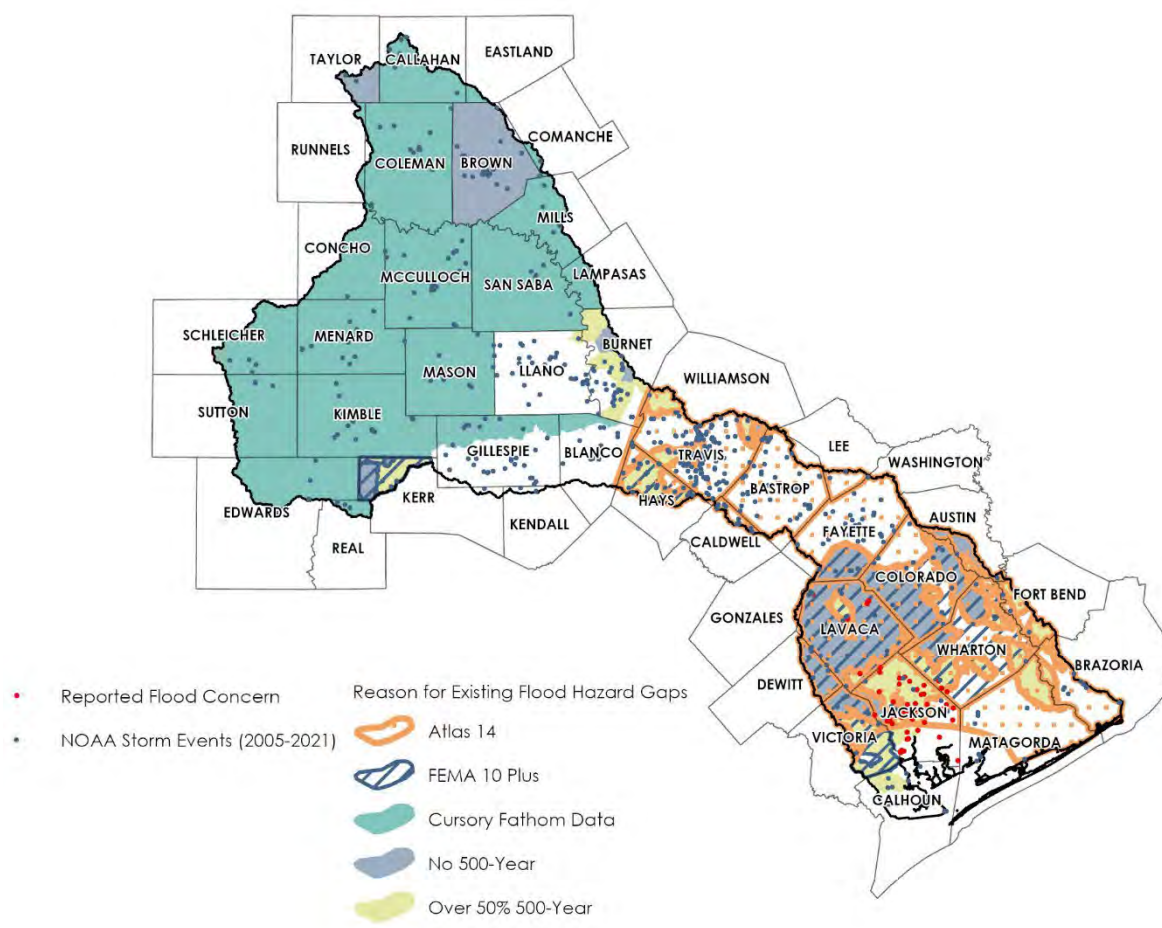 TAYLOR
CALLAHAN
EASTLAND
RUNNELS
COLEMAN
BROWN
COMANCHE
MILLS
CONCHO
MCCULLOCH
SAN SABA
LAMPASAS
SCHLEICHER
MENARD
BURNET
MASON
LLANO
WILLIAMSON
SUTTON
KIMBLE
GILLESPIE
BLANCO
TRAVIS
LEE
WASHINGTON
BASTROP
EDWARDS
KERR
HAYS
KENDALL
FAYETTE
AUSTIN
REAL
CALDWELL
COLORADO
FORT BEND
GONZALES
LAVACA
WHARTON
BRAZORIA
DEWITT
JACKSON
VICTORIA
MATAGORDA
CALHOUN
Reported Flood Concern
NOAA Storm Events (2005-2021)
Reason for Existing Flood Hazard Gaps
Atlas 14
FEMA 10 Plus
Cursory Fathom Data
No 500-Year
Over 50% 500-Year